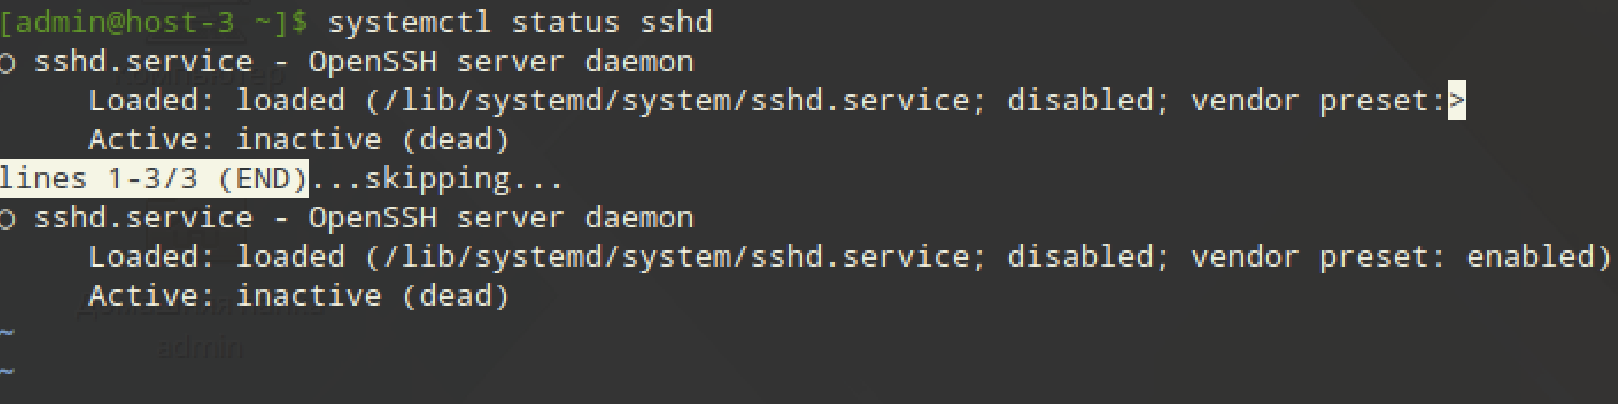 [admin@host-3 ~]$ systemctl status sshd
○ sshd.service - OpenSSH server daemon
     Loaded: loaded (/lib/systemd/system/sshd.service; disabled; vendor preset:>
     Active: inactive (dead)
lines 1-3/3 (END)...skipping...
○ sshd.service - OpenSSH server daemon
     Loaded: loaded (/lib/systemd/system/sshd.service; disabled; vendor preset: enabled)
     Active: inactive (dead)
~
admin
~